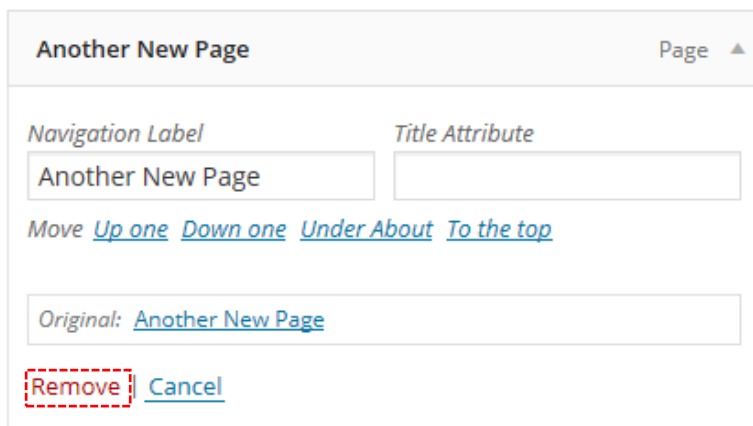 Another New Page Page
Navigation Label Title Attribute
Another New Page
Move Up one Down one Under About To the top
Original: Another New Page
Remove | Cancel